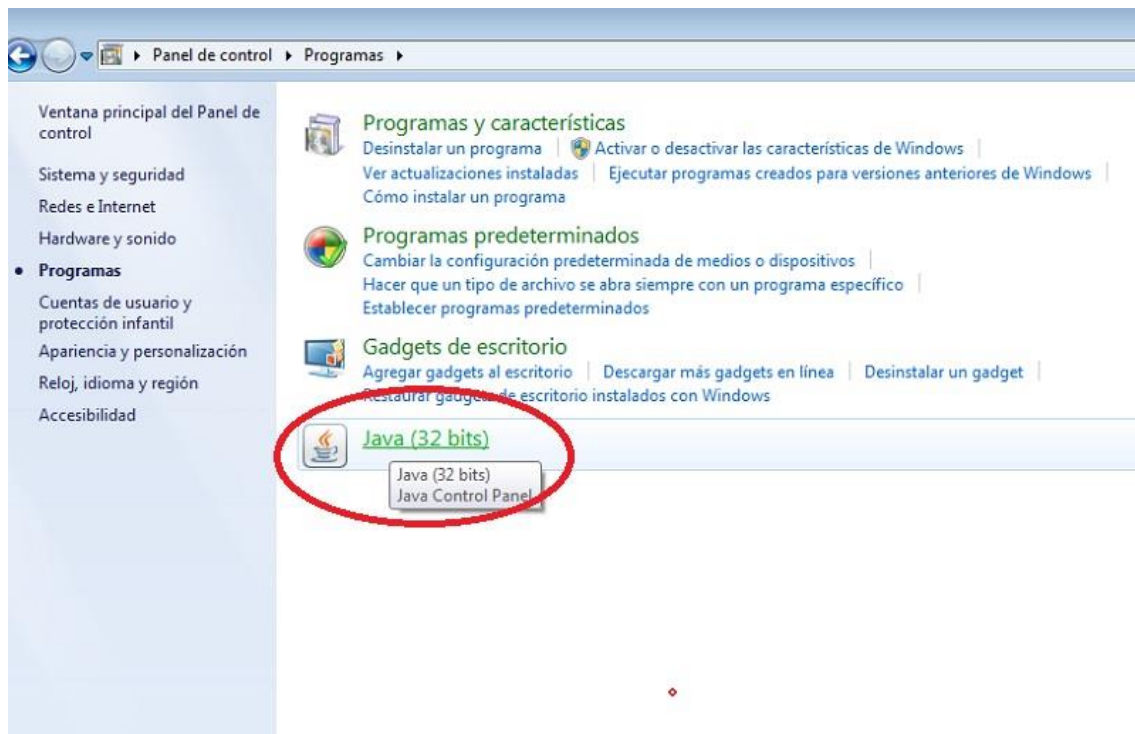 Panel de control Programas
Ventana principal del Panel de
control
Sistema y seguridad
Redes e Internet
Hardware y sonido
Programas
Cuentas de usuario y
protección infantil
Apariencia y personalización
Reloj, idioma y región
Accesibilidad
Programas y características
Desinstalar un programa Activar o desactivar las características de Windows
Ver actualizaciones instaladas Ejecutar programas creados para versiones anteriores de Windows
Cómo instalar un programa
Programas predeterminados
Cambiar la configuración predeterminada de medios o dispositivos
Hacer que un tipo de archivo se abra siempre con un programa específico
Establecer programas predeterminados
Gadgets de escritorio
Agregar gadgets al escritorio Descargar más gadgets en línea Desinstalar un gadget
Restaurar gadgets de escritorio instalados con Windows
Java (32 bits)
Java (32 bits)
Java Control Panel